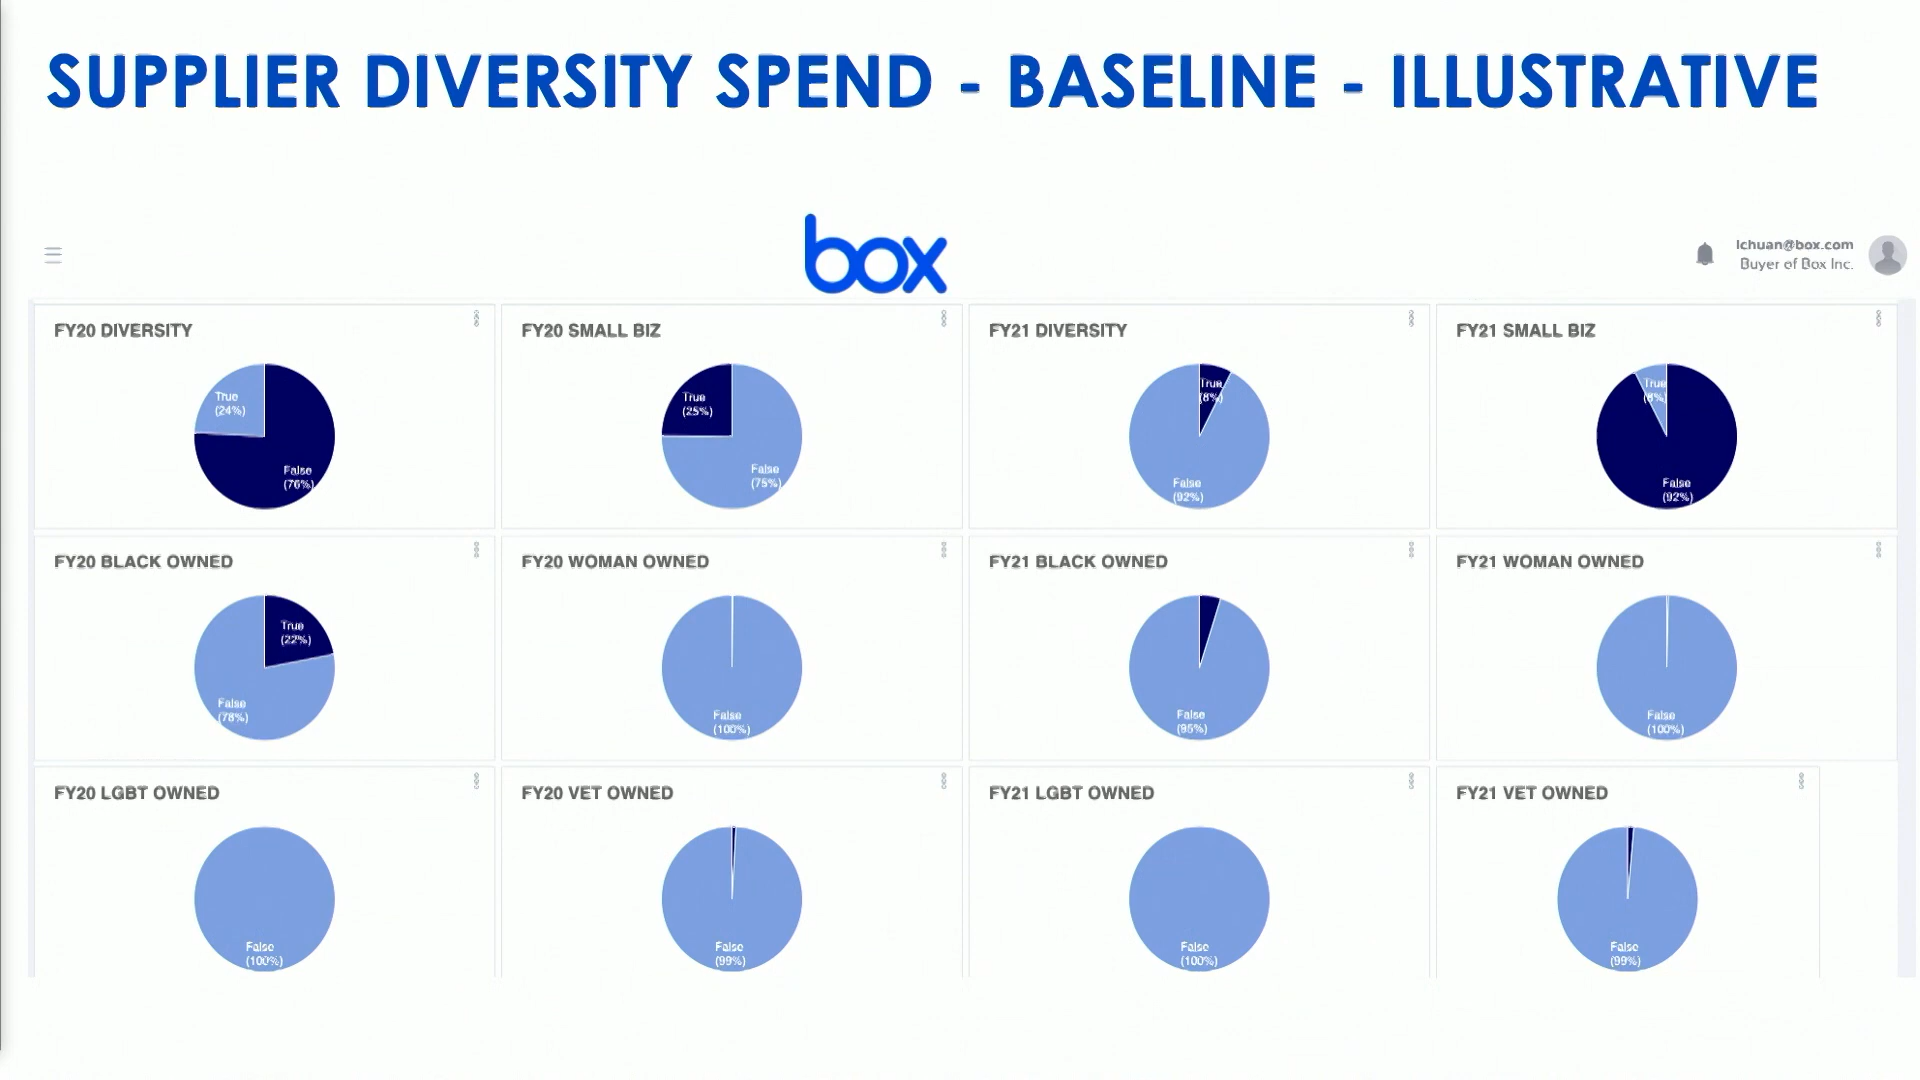 SUPPLIER DIVERSITY SPEND - BASELINE - ILLUSTRATIVE
box
lchuan@box.com
Buyer of Box Inc.
FY20 DIVERSITY
True
(24%)
False
(76%)
FY20 SMALL BIZ
True
(25%)
False
(75%)
FY21 DIVERSITY
True
(8%)
False
(92%)
FY21 SMALL BIZ
True
(8%)
False
(92%)
FY20 BLACK OWNED
True
(22%)
False
(78%)
FY20 WOMAN OWNED
False
(100%)
FY21 BLACK OWNED
False
(95%)
FY21 WOMAN OWNED
False
(100%)
FY20 LGBT OWNED
False
(100%)
FY20 VET OWNED
False
(99%)
FY21 LGBT OWNED
False
(100%)
FY21 VET OWNED
False
(99%)